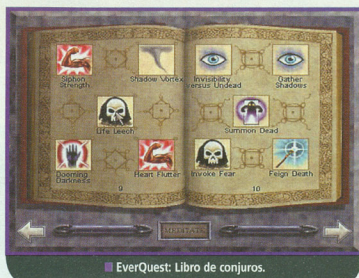 Siphon Strength
Shadow Vortex
Invisibility versus Undead
Gather Shadows
Life Leech
Summon Dead
Dooming Darkness
Heart Flutter
Invoke Fear
Feign Death
9
10
EverQuest: Libro de conjuros.